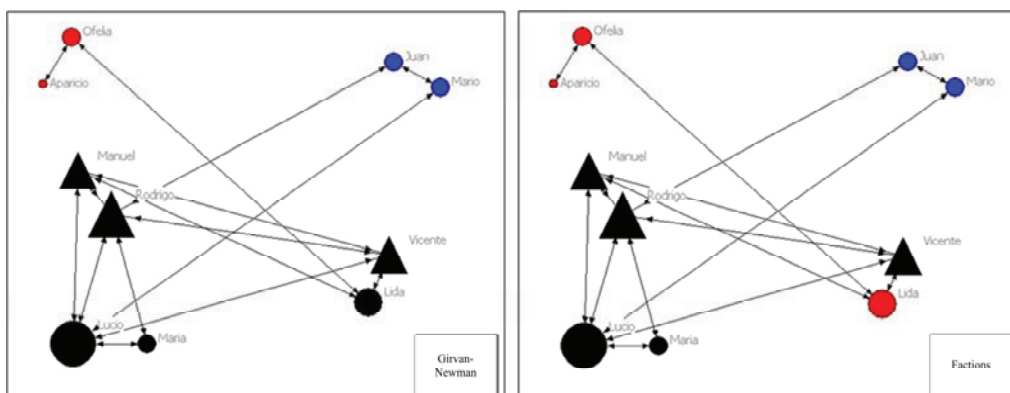 Ofelia
Juan
Aparicio
Mario
Manuel
Rodrigo
Vicente
Lida
Lucio
Maria
Girvan-
Newman
Ofelia
Juan
Aparicio
Mario
Manuel
Rodrigo
Vicente
Lida
Lucio
Maria
Factions